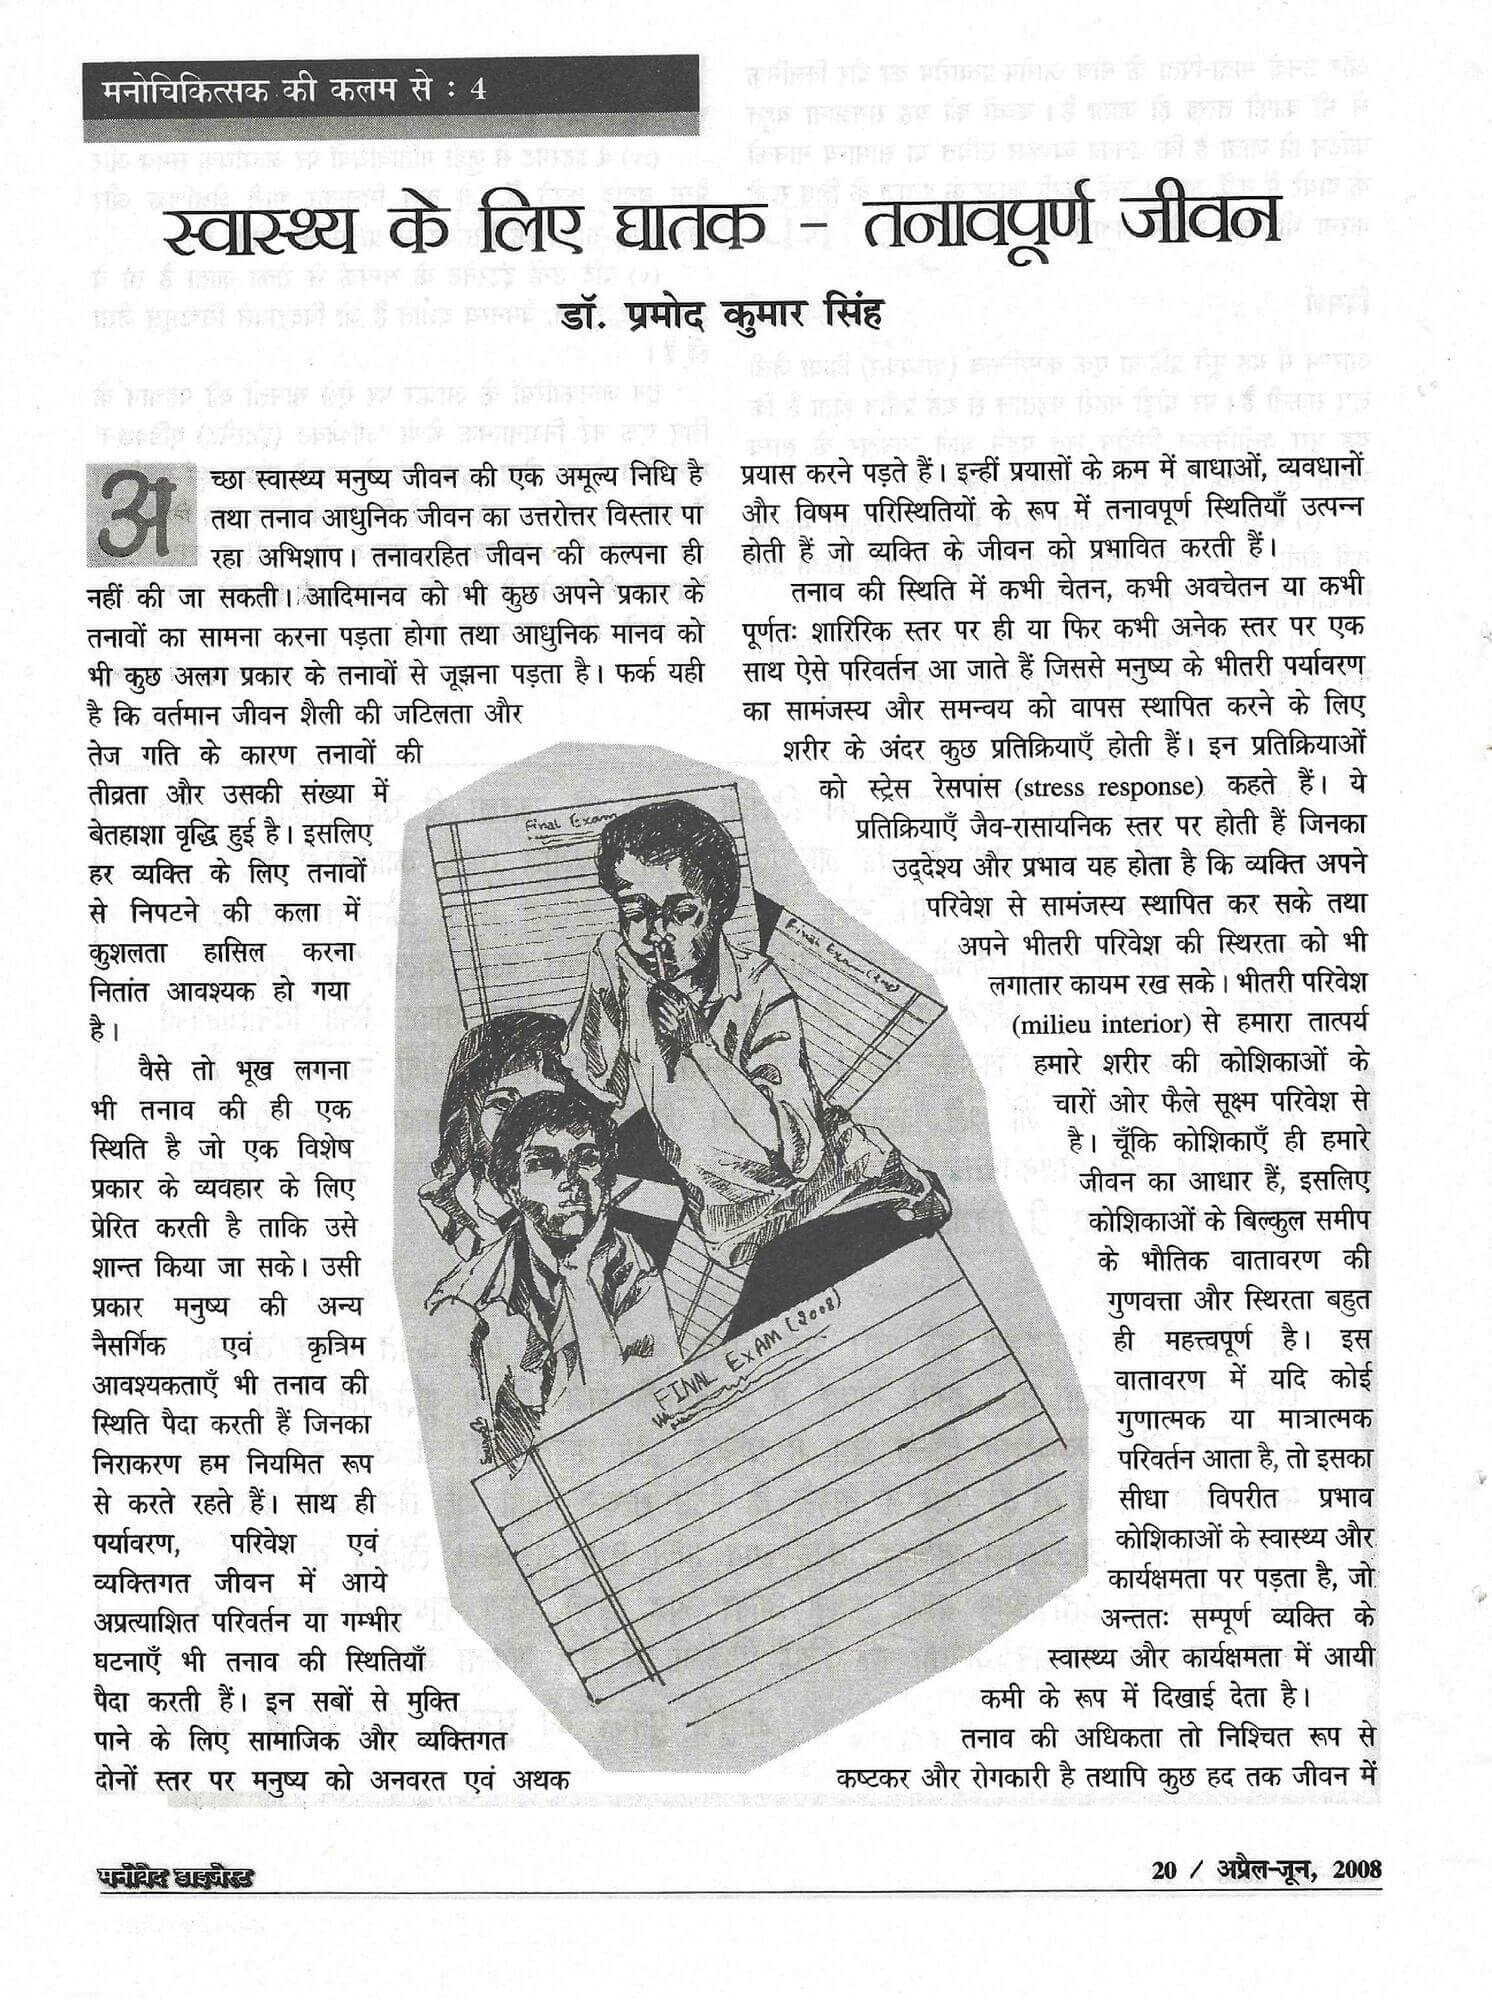 मनोचिकित्सक की कलम से : 4
स्वास्थ्य के लिए घातक – तनावपूर्ण जीवन
डॉ. प्रमोद कुमार सिंह
अच्छा स्वास्थ्य मनुष्य जीवन की एक अमूल्य निधि है
तथा तनाव आधुनिक जीवन का उत्तरोत्तर विस्तार पा
रहा अभिशाप। तनावरहित जीवन की कल्पना ही
नहीं की जा सकती। आदिमानव को भी कुछ अपने प्रकार के
तनावों का सामना करना पड़ता होगा तथा आधुनिक मानव को
भी कुछ अलग प्रकार के तनावों से जूझना पड़ता है। फर्क यही
है कि वर्तमान जीवन शैली की जटिलता और
तेज गति के कारण तनावों की
तीव्रता और उसकी संख्या में
बेतहाशा वृद्धि हुई है। इसलिए
हर व्यक्ति के लिए तनावों
से निपटने की कला में
कुशलता हासिल करना
नितांत आवश्यक हो गया
है।
वैसे तो भूख लगना
भी तनाव की ही एक
स्थिति है जो एक विशेष
प्रकार के व्यवहार के लिए
प्रेरित करती है ताकि उसे
शान्त किया जा सके। उसी
प्रकार मनुष्य की अन्य
नैसर्गिक एवं कृत्रिम
आवश्यकताएँ भी तनाव की
स्थिति पैदा करती हैं जिनका
निराकरण हम नियमित रूप
से करते रहते हैं। साथ ही
पर्यावरण, परिवेश एवं
व्यक्तिगत जीवन में आये
अप्रत्याशित परिवर्तन या गम्भीर
घटनाएँ भी तनाव की स्थितियाँ
पैदा करती हैं। इन सबों से मुक्ति
पाने के लिए सामाजिक और व्यक्तिगत
दोनों स्तर पर मनुष्य को अनवरत एवं अथक
प्रयास करने पड़ते हैं। इन्हीं प्रयासों के क्रम में बाधाओं, व्यवधानों
और विषम परिस्थितियों के रूप में तनावपूर्ण स्थितियाँ उत्पन्न
होती हैं जो व्यक्ति के जीवन को प्रभावित करती हैं।
तनाव की स्थिति में कभी चेतन, कभी अवचेतन या कभी
पूर्णतः शारिरिक स्तर पर ही या फिर कभी अनेक स्तर पर एक
साथ ऐसे परिवर्तन आ जाते हैं जिससे मनुष्य के भीतरी पर्यावरण
का सामंजस्य और समन्वय को वापस स्थापित करने के लिए
शरीर के अंदर कुछ प्रतिक्रियाएँ होती हैं। इन प्रतिक्रियाओं
को स्ट्रेस रेसपांस (stress response) कहते हैं। ये
प्रतिक्रियाएँ जैव-रासायनिक स्तर पर होती हैं जिनका
उद्देश्य और प्रभाव यह होता है कि व्यक्ति अपने
परिवेश से सामंजस्य स्थापित कर सके तथा
अपने भीतरी परिवेश की स्थिरता को भी
लगातार कायम रख सके। भीतरी परिवेश
(milieu interior) से हमारा तात्पर्य
हमारे शरीर की कोशिकाओं के
चारों ओर फैले सूक्ष्म परिवेश से
है। चूँकि कोशिकाएँ ही हमारे
जीवन का आधार हैं, इसलिए
कोशिकाओं के बिल्कुल समीप
के भौतिक वातावरण की
गुणवत्ता और स्थिरता बहुत
ही महत्त्वपूर्ण है। इस
वातावरण में यदि कोई
गुणात्मक या मात्रात्मक
परिवर्तन आता है, तो इसका
सीधा विपरीत प्रभाव
कोशिकाओं के स्वास्थ्य और
कार्यक्षमता पर पड़ता है, जो
अन्ततः सम्पूर्ण व्यक्ति के
स्वास्थ्य और कार्यक्षमता में आयी
कमी के रूप में दिखाई देता है।
तनाव की अधिकता तो निश्चित रूप से
कष्टकर और रोगकारी है तथापि कुछ हद तक जीवन में
Final Exam
Final Exam (2008)
FINAL EXAM (2008)
मनोवेद डाइजेस्ट
20 / अप्रैल-जून, 2008